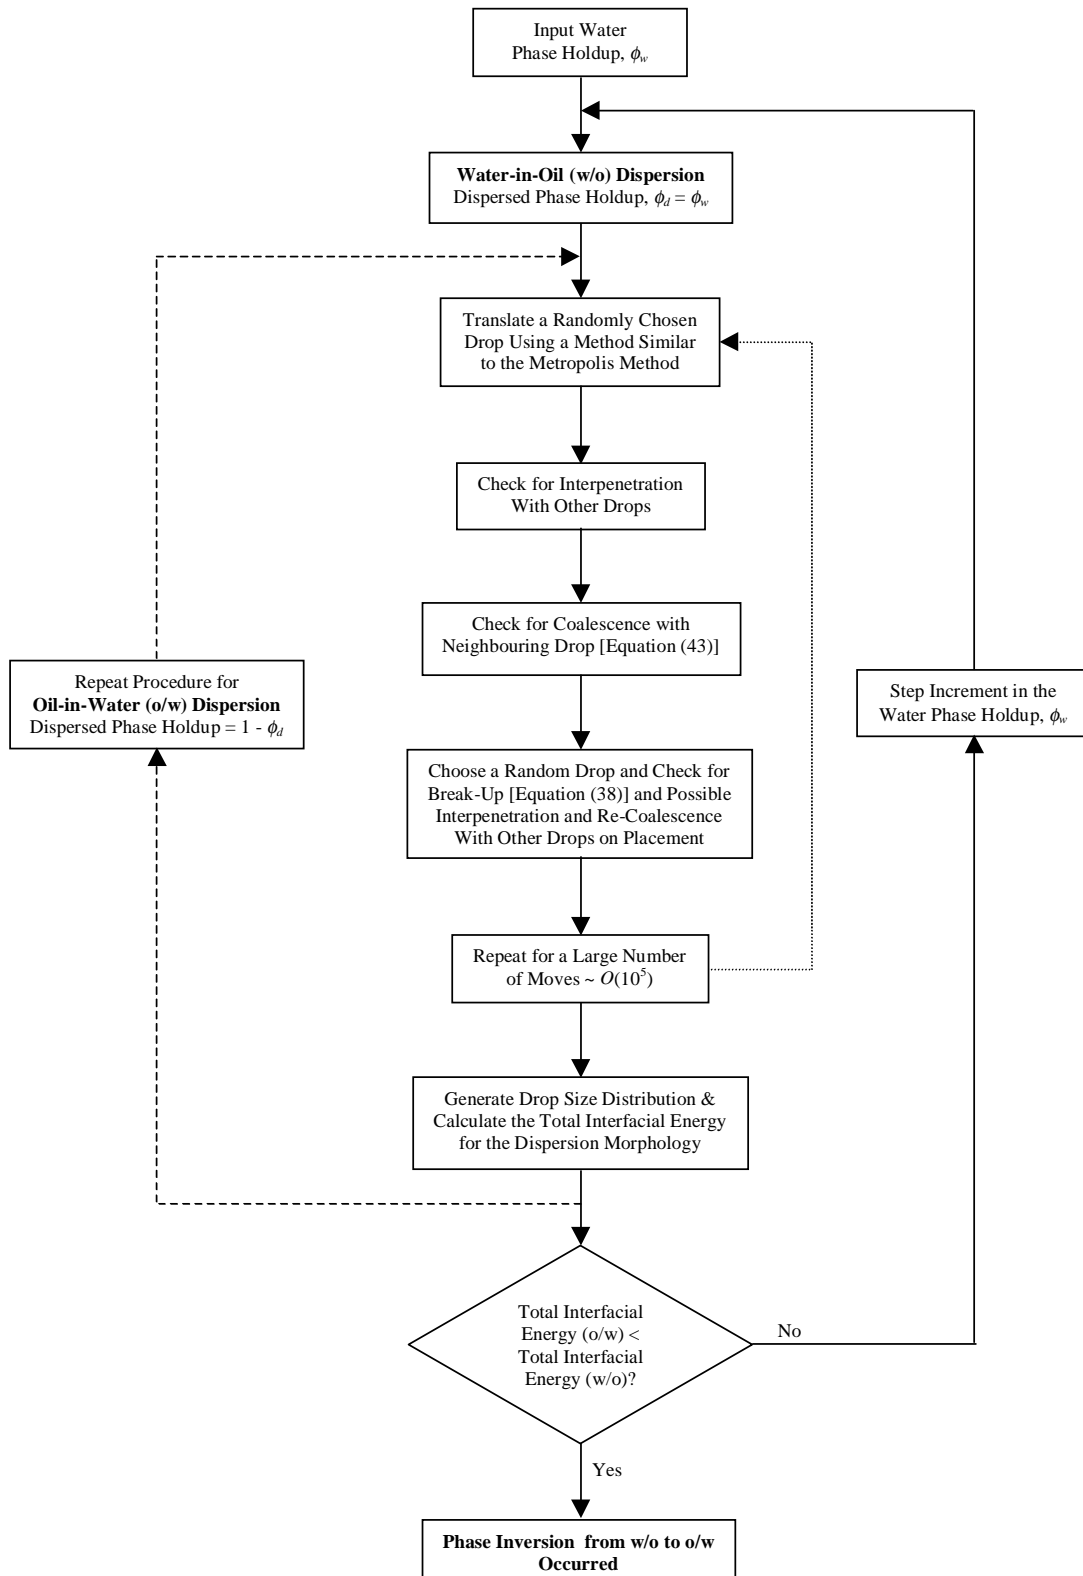 Input Water
Phase Holdup, ϕw
Water-in-Oil (w/o) Dispersion
Dispersed Phase Holdup, ϕd = ϕw
Translate a Randomly Chosen
Drop Using a Method Similar
to the Metropolis Method
Check for Interpenetration
With Other Drops
Check for Coalescence with
Neighbouring Drop [Equation (43)]
Repeat Procedure for
Oil-in-Water (o/w) Dispersion
Dispersed Phase Holdup = 1 - ϕd
Step Increment in the
Water Phase Holdup, ϕw
Choose a Random Drop and Check for
Break-Up [Equation (38)] and Possible
Interpenetration and Re-Coalescence
With Other Drops on Placement
Repeat for a Large Number
of Moves ~ O(10⁵)
Generate Drop Size Distribution &
Calculate the Total Interfacial Energy
for the Dispersion Morphology
Total Interfacial
Energy (o/w) <
Total Interfacial
Energy (w/o)?
No
Yes
Phase Inversion from w/o to o/w
Occurred